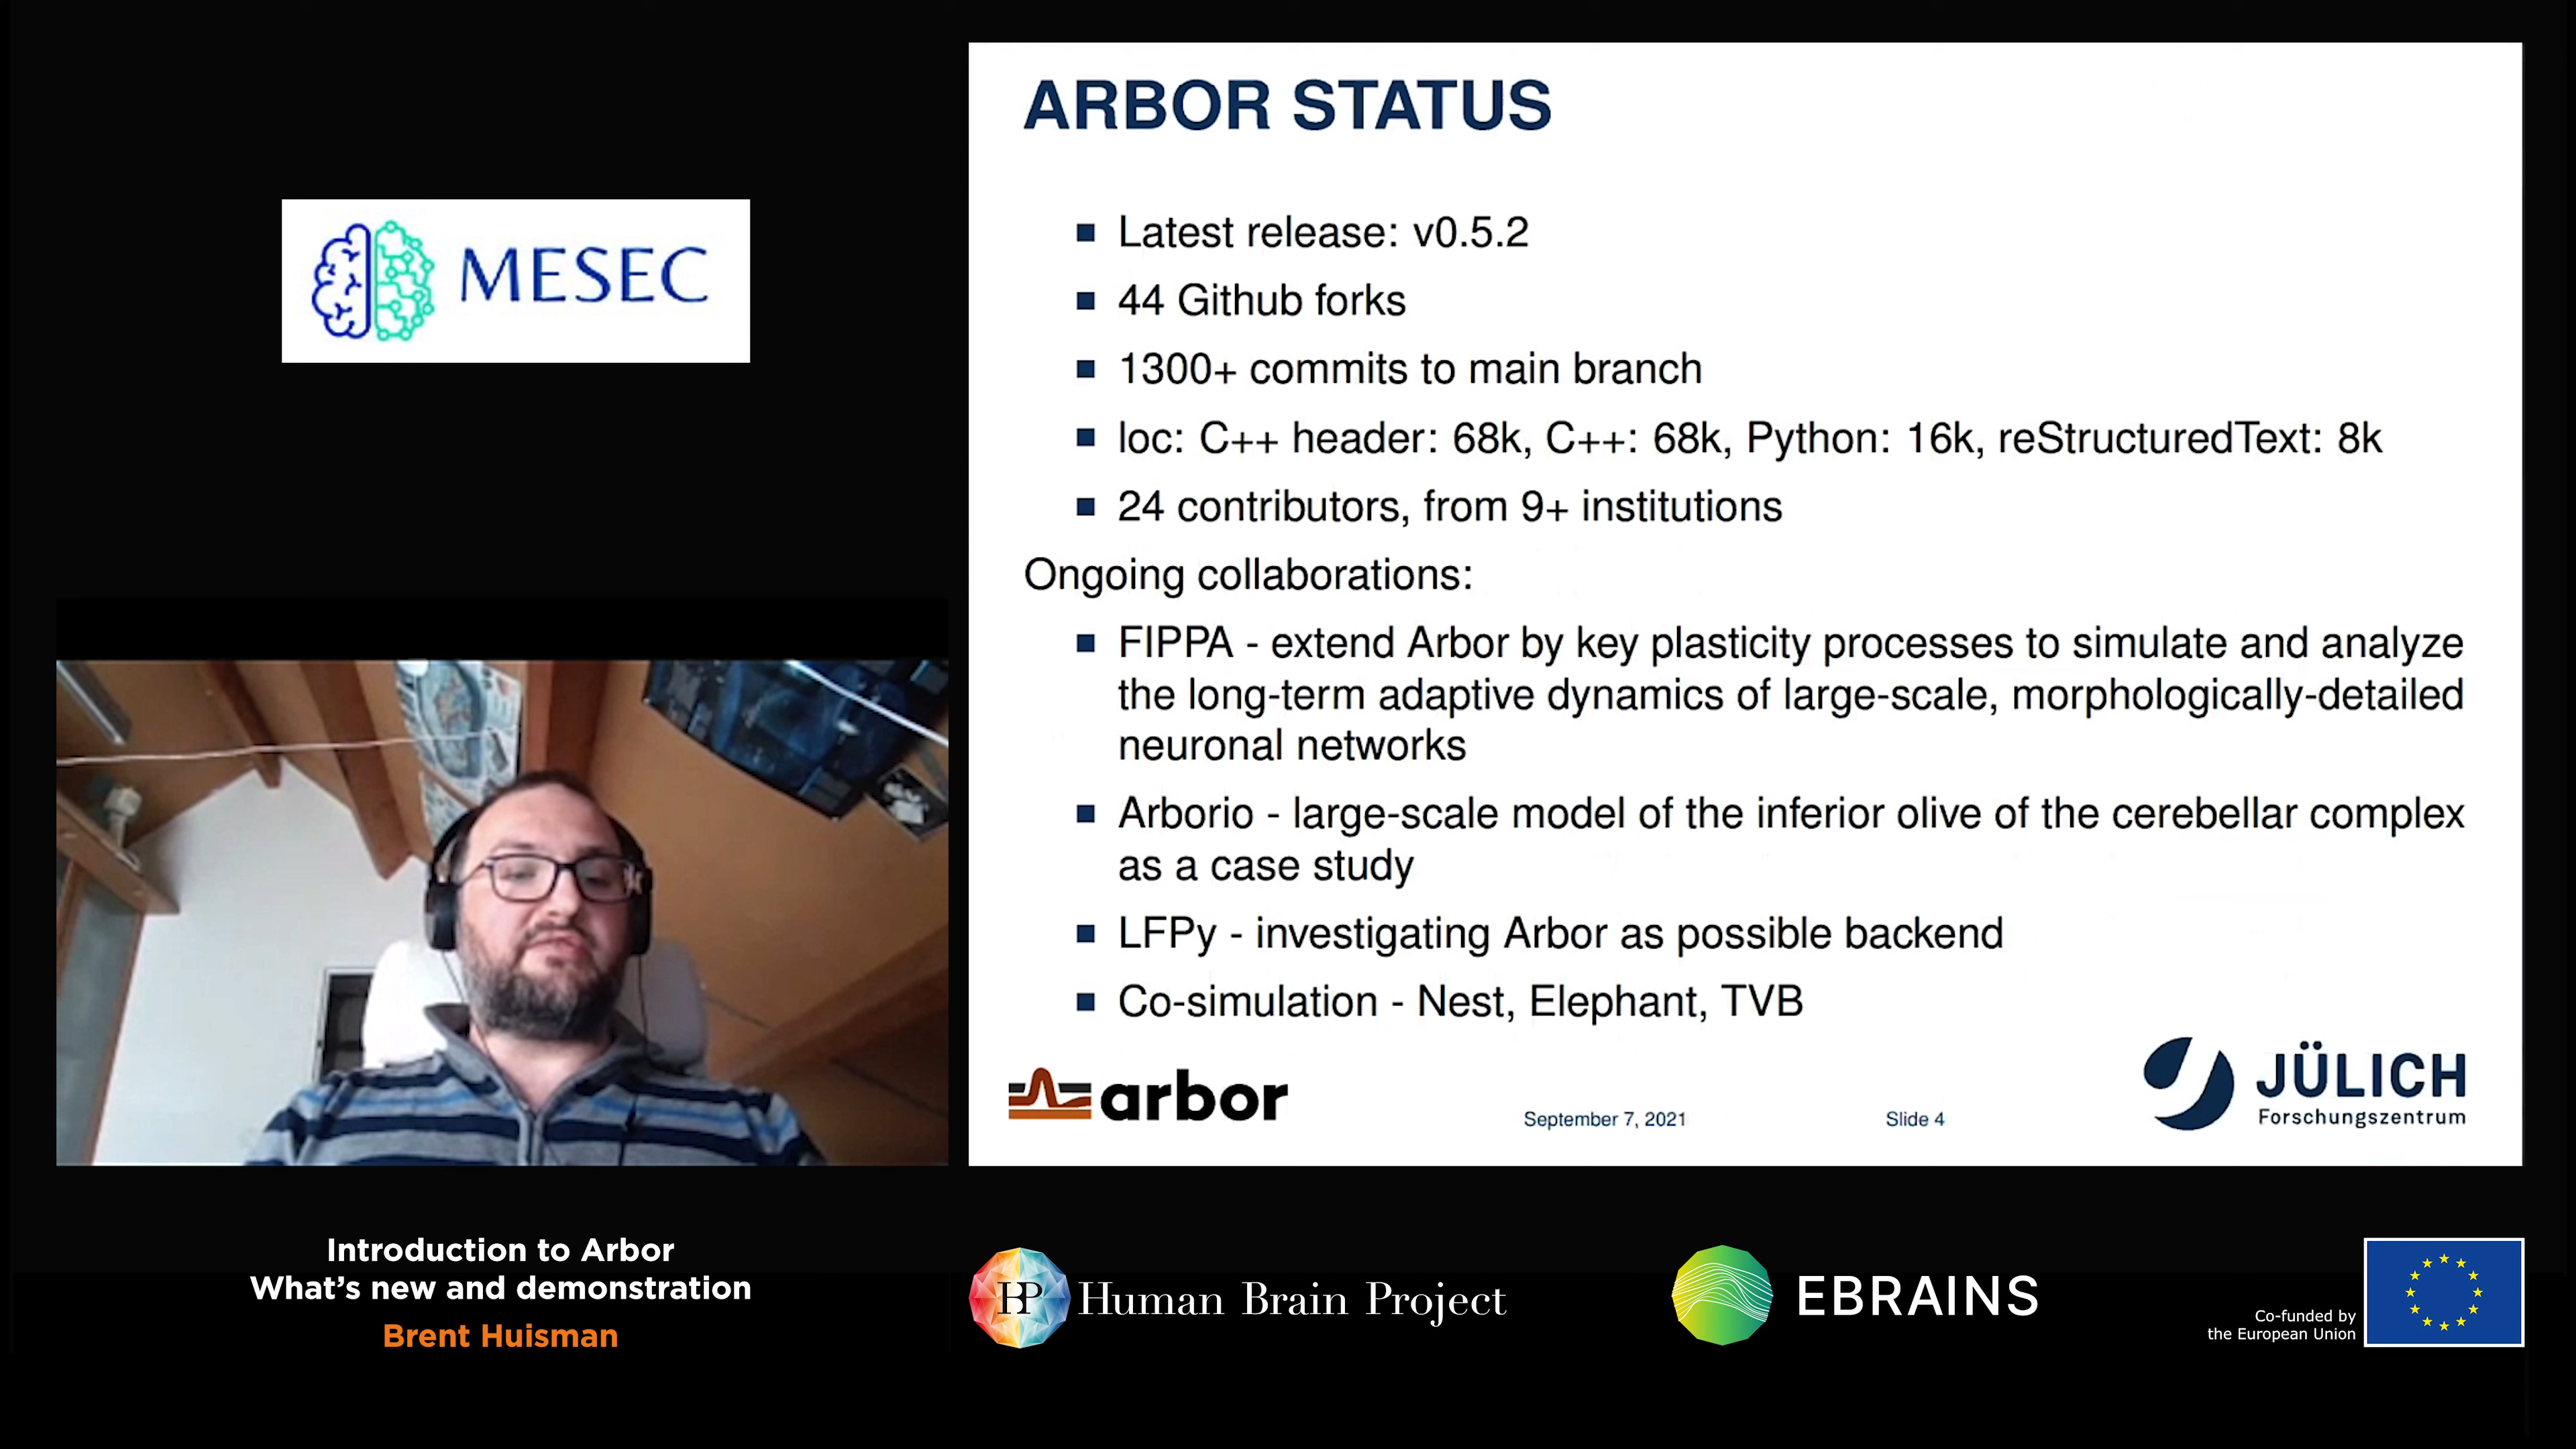 MESEC
ARBOR STATUS
■ Latest release: v0.5.2
■ 44 Github forks
■ 1300+ commits to main branch
■ loc: C++ header: 68k, C++: 68k, Python: 16k, reStructuredText: 8k
■ 24 contributors, from 9+ institutions
Ongoing collaborations:
■ FIPPA - extend Arbor by key plasticity processes to simulate and analyze
the long-term adaptive dynamics of large-scale, morphologically-detailed
neuronal networks
■ Arborio - large-scale model of the inferior olive of the cerebellar complex
as a case study
■ LFPy - investigating Arbor as possible backend
■ Co-simulation - Nest, Elephant, TVB
arbor
September 7, 2021
Slide 4
JÜLICH
Forschungszentrum
Introduction to Arbor
What’s new and demonstration
Brent Huisman
HBP Human Brain Project
EBRAINS
Co-funded by
the European Union